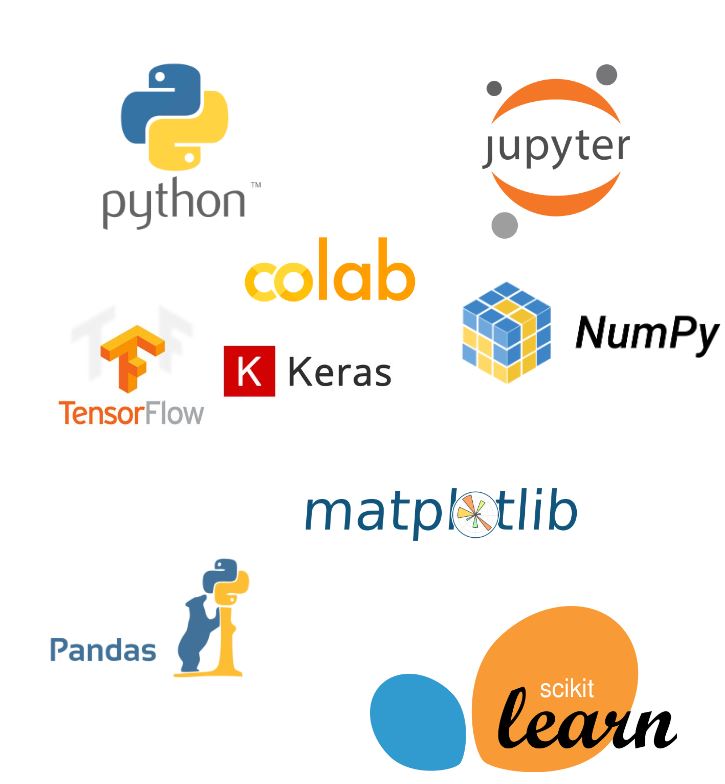 python™
jupyter
colab
NumPy
TensorFlow
K Keras
matplotlib
Pandas
scikit
learn